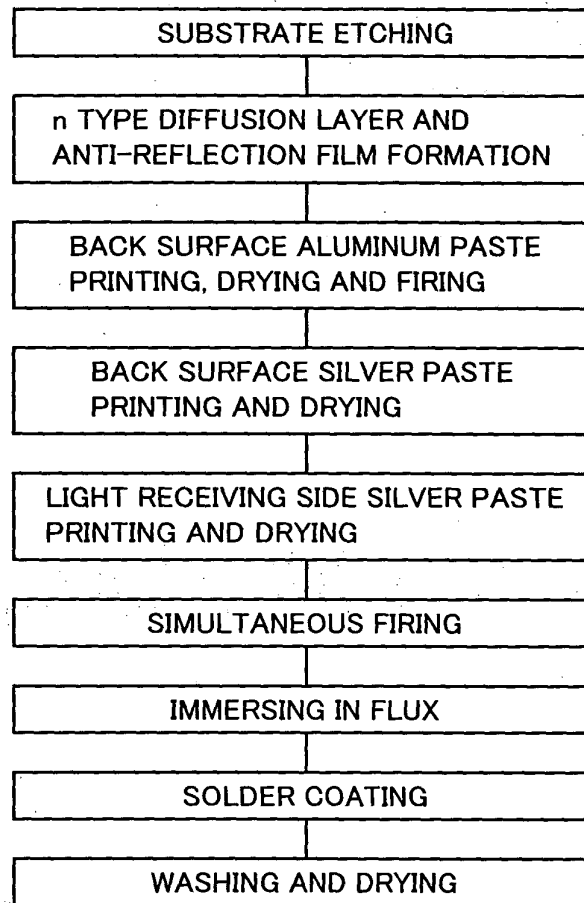 SUBSTRATE ETCHING
n TYPE DIFFUSION LAYER AND
ANTI-REFLECTION FILM FORMATION
BACK SURFACE ALUMINUM PASTE
PRINTING, DRYING AND FIRING
BACK SURFACE SILVER PASTE
PRINTING AND DRYING
LIGHT RECEIVING SIDE SILVER PASTE
PRINTING AND DRYING
SIMULTANEOUS FIRING
IMMERSING IN FLUX
SOLDER COATING
WASHING AND DRYING